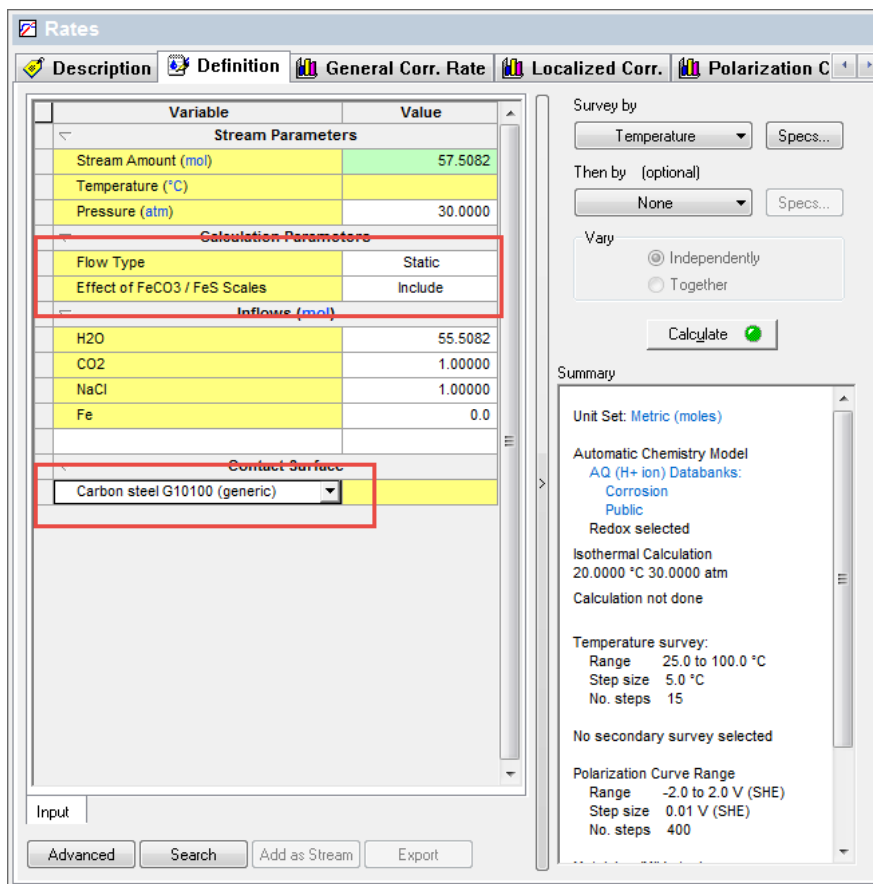 Rates
Description Definition General Corr. Rate Localized Corr. Polarization C
Variable Value
Stream Parameters
Stream Amount (mol) 57.5082
Temperature (°C)
Pressure (atm) 30.0000
Calculation Parameters
Flow Type Static
Effect of FeCO3 / FeS Scales Include
Inflows (mol)
H2O 55.5082
CO2 1.00000
NaCl 1.00000
Fe 0.0
Contact Surface
Carbon steel G10100 (generic)
Input
Advanced Search Add as Stream Export
Survey by
Temperature Specs...
Then by (optional)
None Specs...
Vary
Independently
Together
Calculate
Summary
Unit Set: Metric (moles)
Automatic Chemistry Model
AQ (H+ ion) Databanks:
Corrosion
Public
Redox selected
Isothermal Calculation
20.0000 °C 30.0000 atm
Calculation not done
Temperature survey:
Range 25.0 to 100.0 °C
Step size 5.0 °C
No. steps 15
No secondary survey selected
Polarization Curve Range
Range -2.0 to 2.0 V (SHE)
Step size 0.01 V (SHE)
No. steps 400